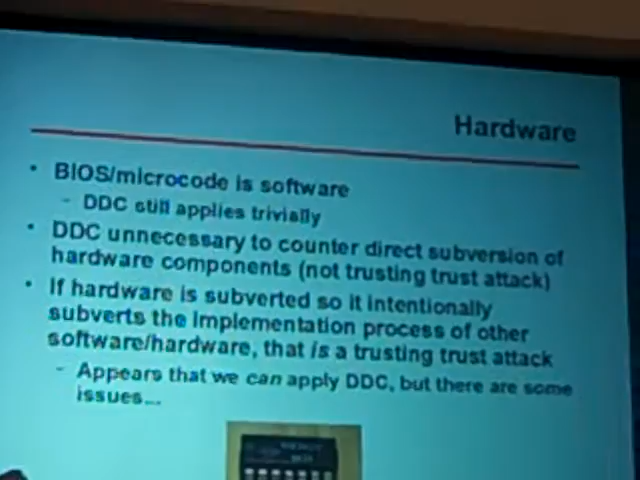 Hardware
• BIOS/microcode is software
- DDC still applies trivially
• DDC unnecessary to counter direct subversion of
hardware components (not trusting trust attack)
• If hardware is subverted so it intentionally
subverts the implementation process of other
software/hardware, that is a trusting trust attack
- Appears that we can apply DDC, but there are some
issues...